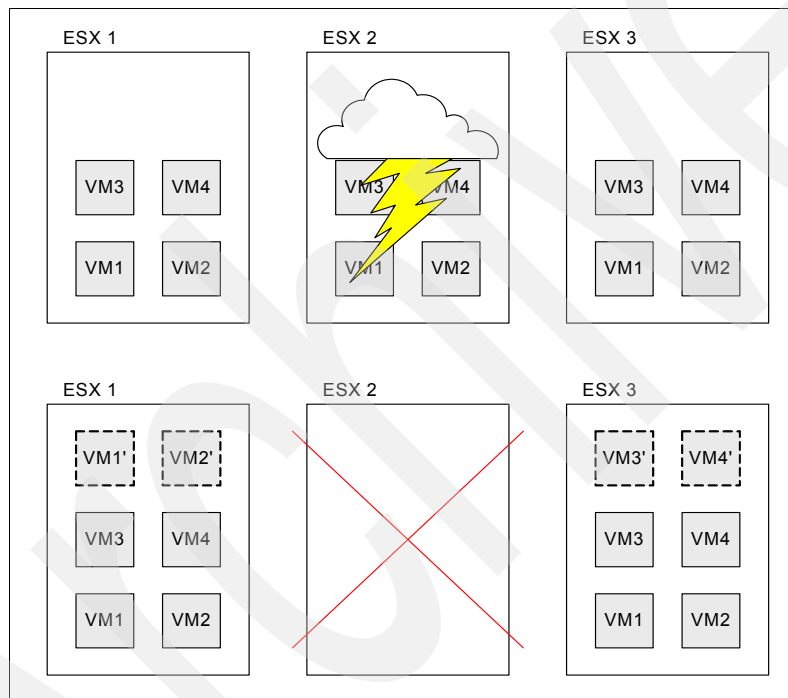 ESX 1 ESX 2 ESX 3
VM3 VM4 VM3 VM4 VM3 VM4
VM1 VM2 VM1 VM2 VM1 VM2
ESX 1 ESX 2 ESX 3
VM1' VM2' VM3' VM4'
VM3 VM4 VM3 VM4
VM1 VM2 VM1 VM2